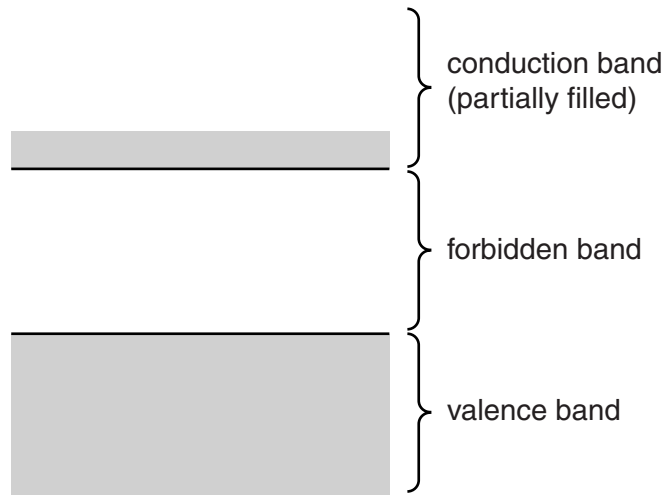 conduction band
(partially filled)
forbidden band
valence band